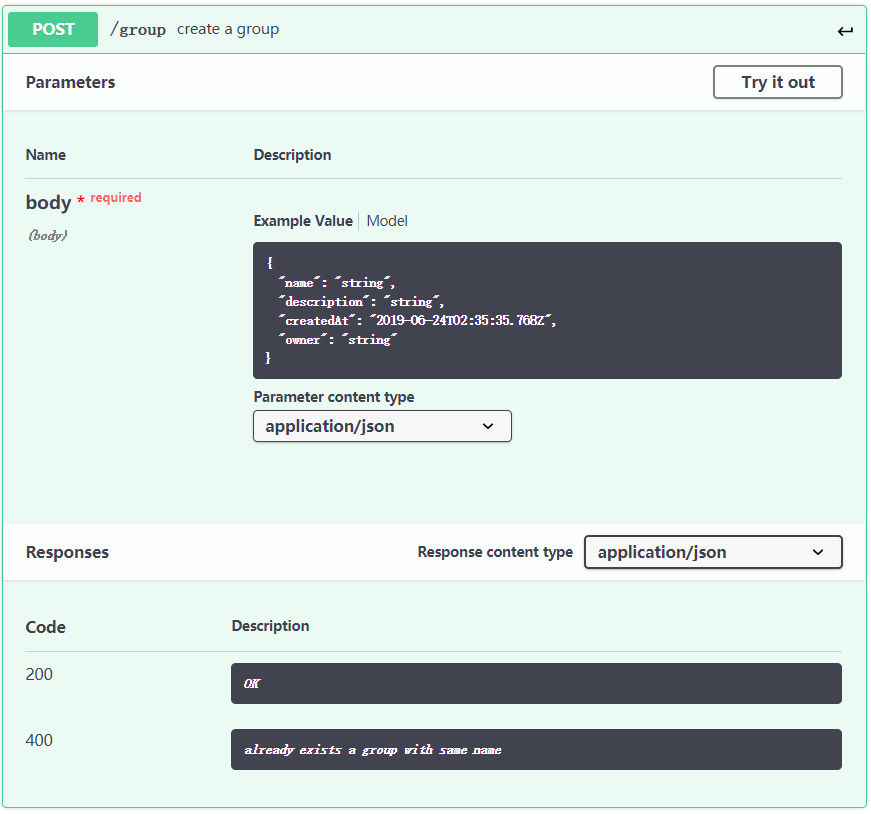 POST /group create a group
Parameters
Try it out
Name Description
body * required
(body)
Example Value Model
{
"name": "string",
"description": "string",
"createdAt": "2019-06-24T02:35:35.768Z",
"owner": "string"
}
Parameter content type
application/json
Responses
Response content type application/json
Code Description
200 OK
400 already exists a group with same name